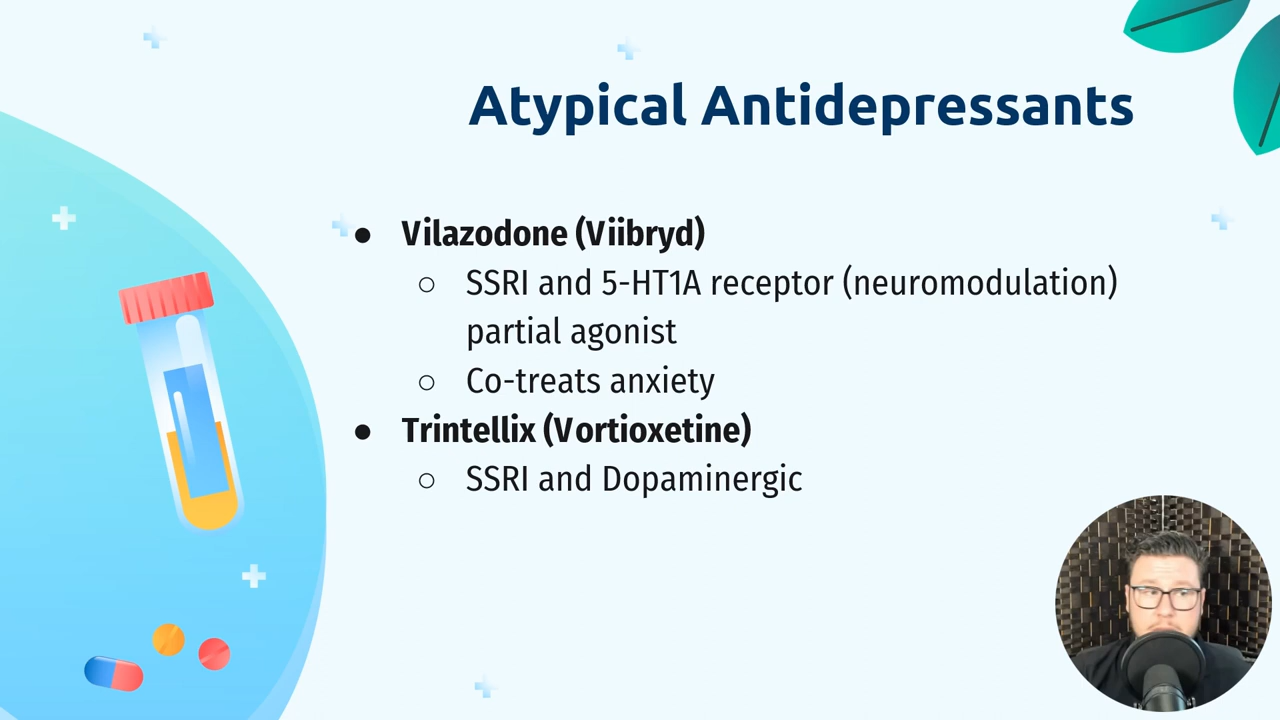 Atypical Antidepressants
● Vilazodone (Viibryd)
○ SSRI and 5-HT1A receptor (neuromodulation)
partial agonist
○ Co-treats anxiety
● Trintellix (Vortioxetine)
○ SSRI and Dopaminergic